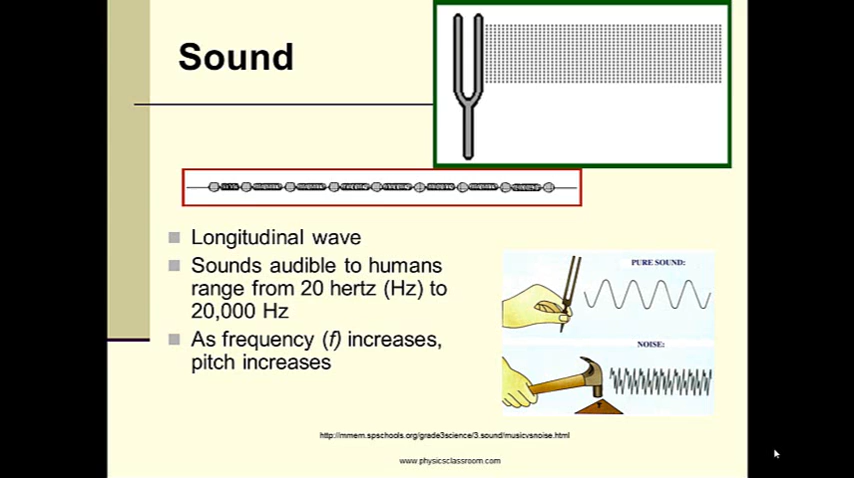 Sound
Longitudinal wave
Sounds audible to humans
range from 20 hertz (Hz) to
20,000 Hz
As frequency (f) increases,
pitch increases
PURE SOUND:
NOISE:
http://mmem.spschools.org/grade3science/3.sound/musicvsnoise.html
www.physicsclassroom.com